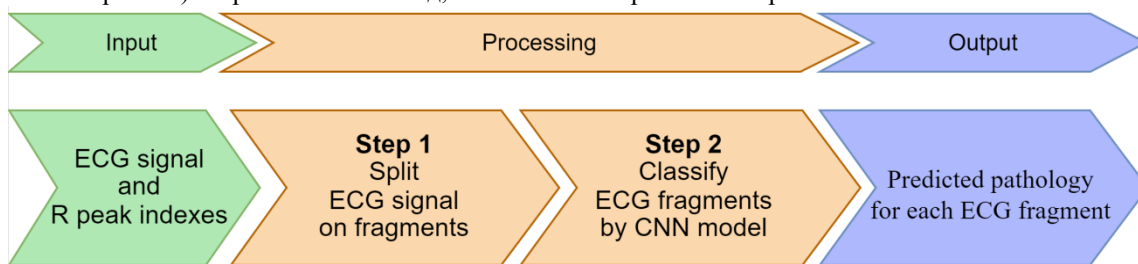 Input
Processing
Output
ECG signal
and
R peak indexes
Step 1
Split
ECG signal
on fragments
Step 2
Classify
ECG fragments
by CNN model
Predicted pathology
for each ECG fragment